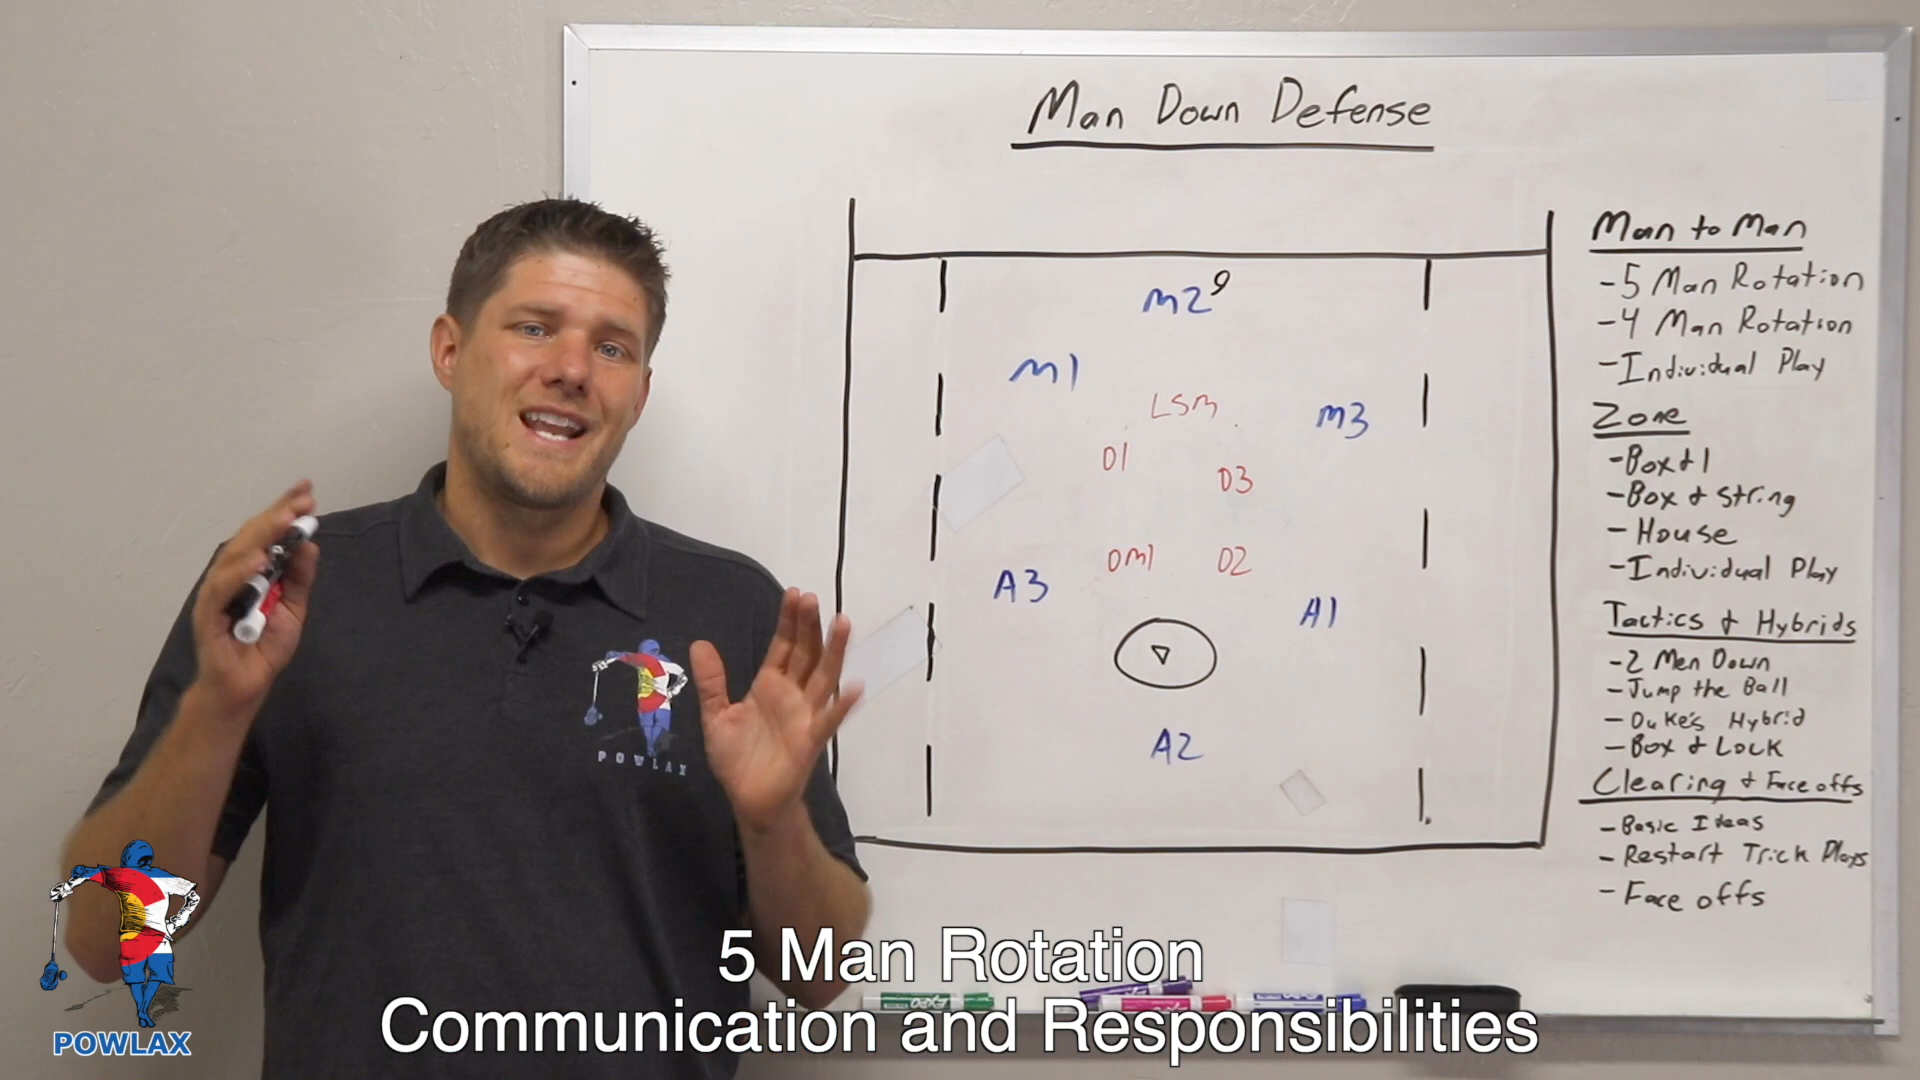 Man Down Defense
M2
M1
LSM
M3
D1
D3
DM1
D2
A3
A1
A2
Man to Man
-5 Man Rotation
-4 Man Rotation
-Individual Play
Zone
-Box & 1
-Box & String
-House
-Individual Play
Tactics & Hybrids
-2 Men Down
-Jump the Ball
-Duke's Hybrid
-Box & Lock
Clearing & Faceoffs
-Basic Ideas
-Restart Trick Plays
-Face offs
POWLAX
EXPO
5 Man Rotation
Communication and Responsibilities
POWLAX